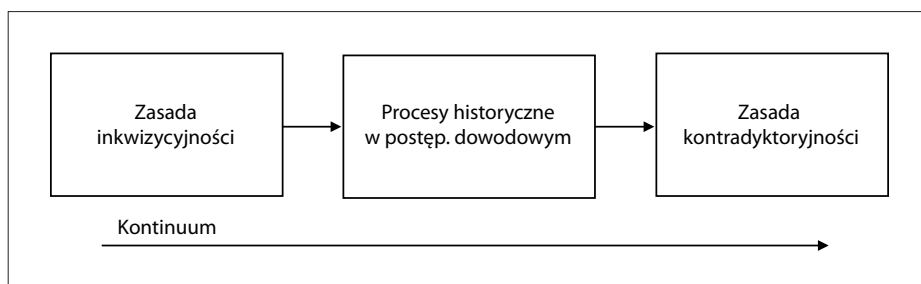 Zasada
inkwizycyjności
Procesy historyczne
w postęp. dowodowym
Zasada
kontradyktoryjności
Kontinuum